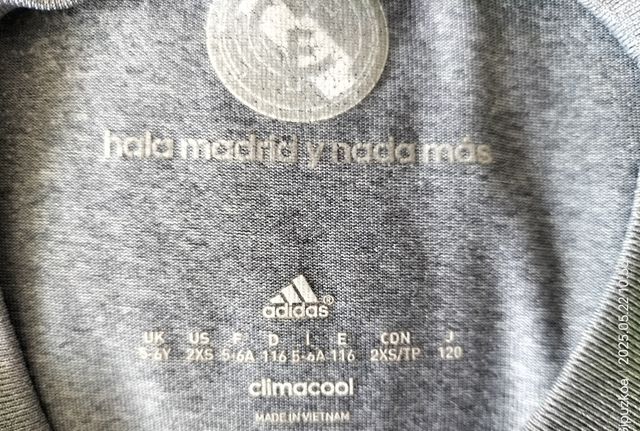 hala madrid y nada más
adidas®
UK US F D I E CON J
5-6Y 2XS 5-6A 116 5-6A 116 2XS/TP 120
climacool
MADE IN VIETNAM